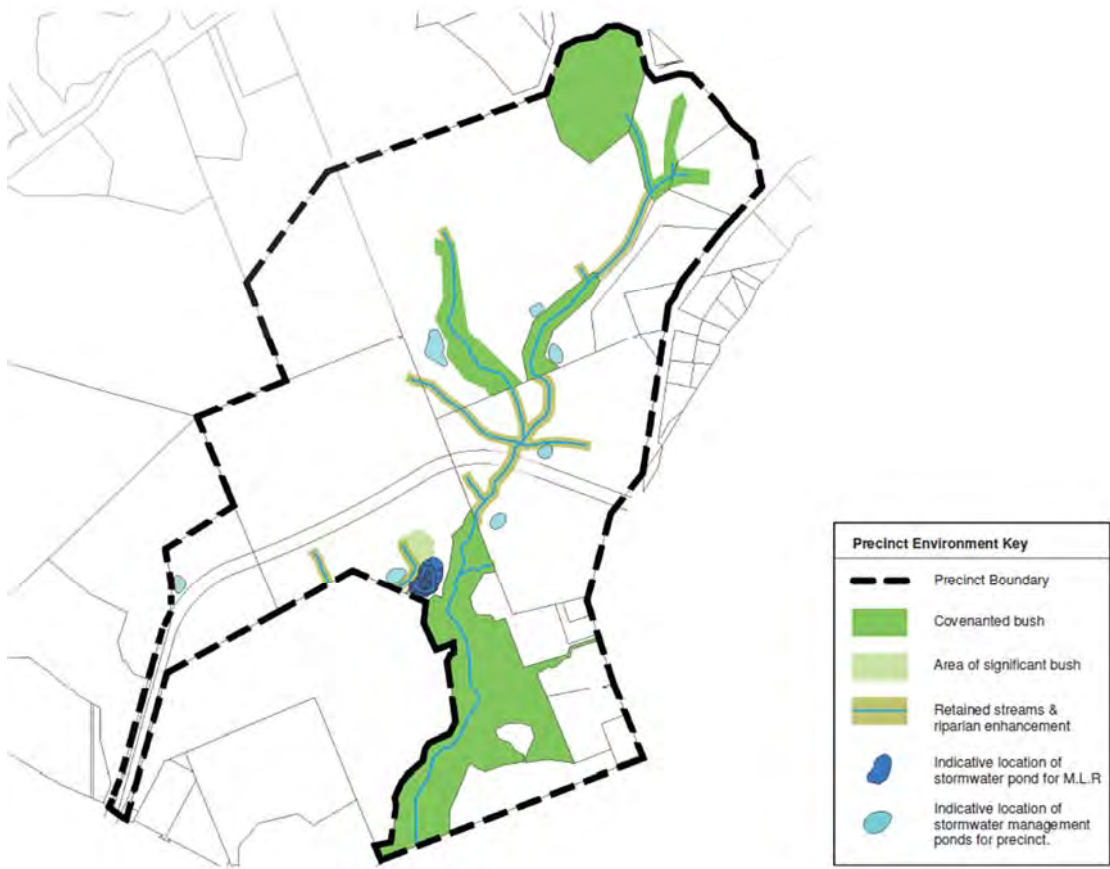 Precinct Environment Key
Precinct Boundary
Covenanted bush
Area of significant bush
Retained streams &
riparian enhancement
Indicative location of
stormwater pond for M.L.R
Indicative location of
stormwater management
ponds for precinct.